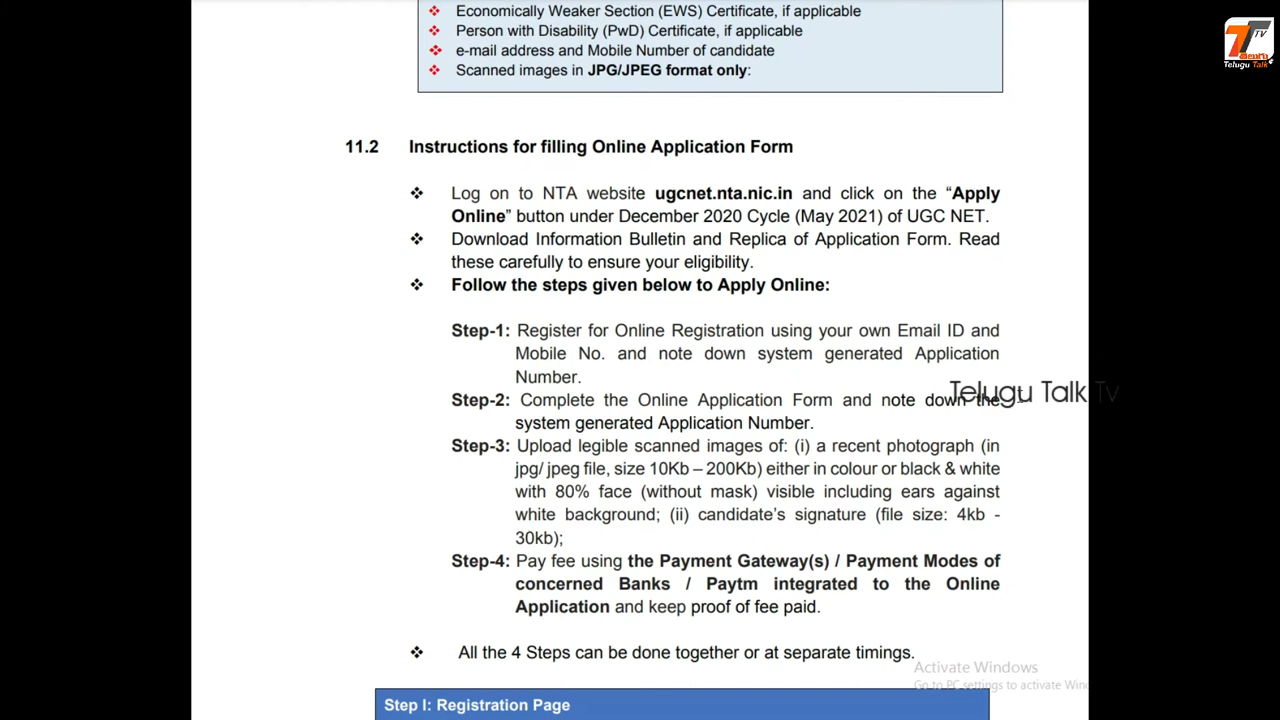 ❖ Economically Weaker Section (EWS) Certificate, if applicable
❖ Person with Disability (PwD) Certificate, if applicable
❖ e-mail address and Mobile Number of candidate
❖ Scanned images in JPG/JPEG format only:
TV
తెలుగు
Telugu Talk
11.2 Instructions for filling Online Application Form
❖ Log on to NTA website ugcnet.nta.nic.in and click on the “Apply
Online” button under December 2020 Cycle (May 2021) of UGC NET.
❖ Download Information Bulletin and Replica of Application Form. Read
these carefully to ensure your eligibility.
❖ Follow the steps given below to Apply Online:
Step-1: Register for Online Registration using your own Email ID and
Mobile No. and note down system generated Application
Number.
Telugu Talk Tv
Step-2: Complete the Online Application Form and note down the
system generated Application Number.
Step-3: Upload legible scanned images of: (i) a recent photograph (in
jpg/ jpeg file, size 10Kb – 200Kb) either in colour or black & white
with 80% face (without mask) visible including ears against
white background; (ii) candidate’s signature (file size: 4kb -
30kb);
Step-4: Pay fee using the Payment Gateway(s) / Payment Modes of
concerned Banks / Paytm integrated to the Online
Application and keep proof of fee paid.
❖ All the 4 Steps can be done together or at separate timings.
Activate Windows
Go to PC settings to activate Win
Step I: Registration Page